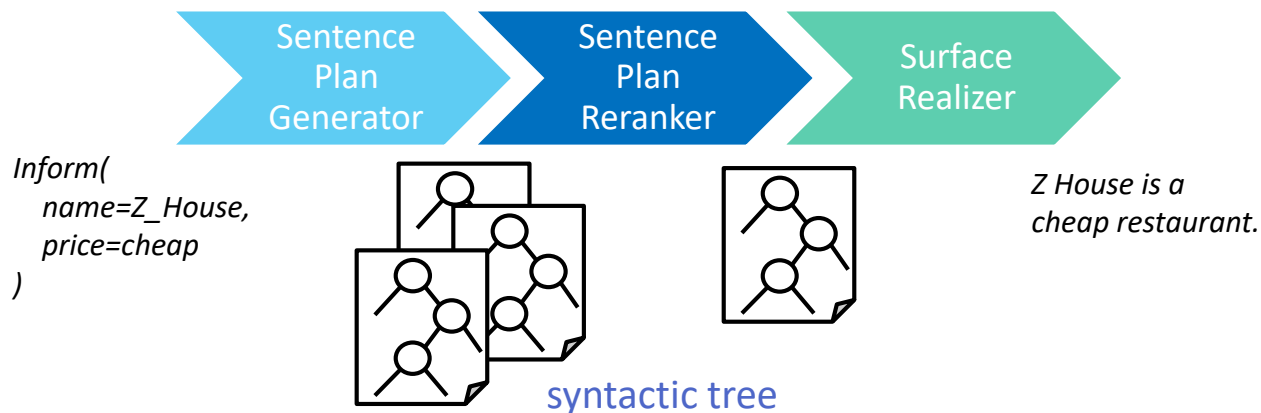 Sentence
Plan
Generator
Sentence
Plan
Reranker
Surface
Realizer
Inform(
name=Z_House,
price=cheap
)
Z House is a
cheap restaurant.
syntactic tree